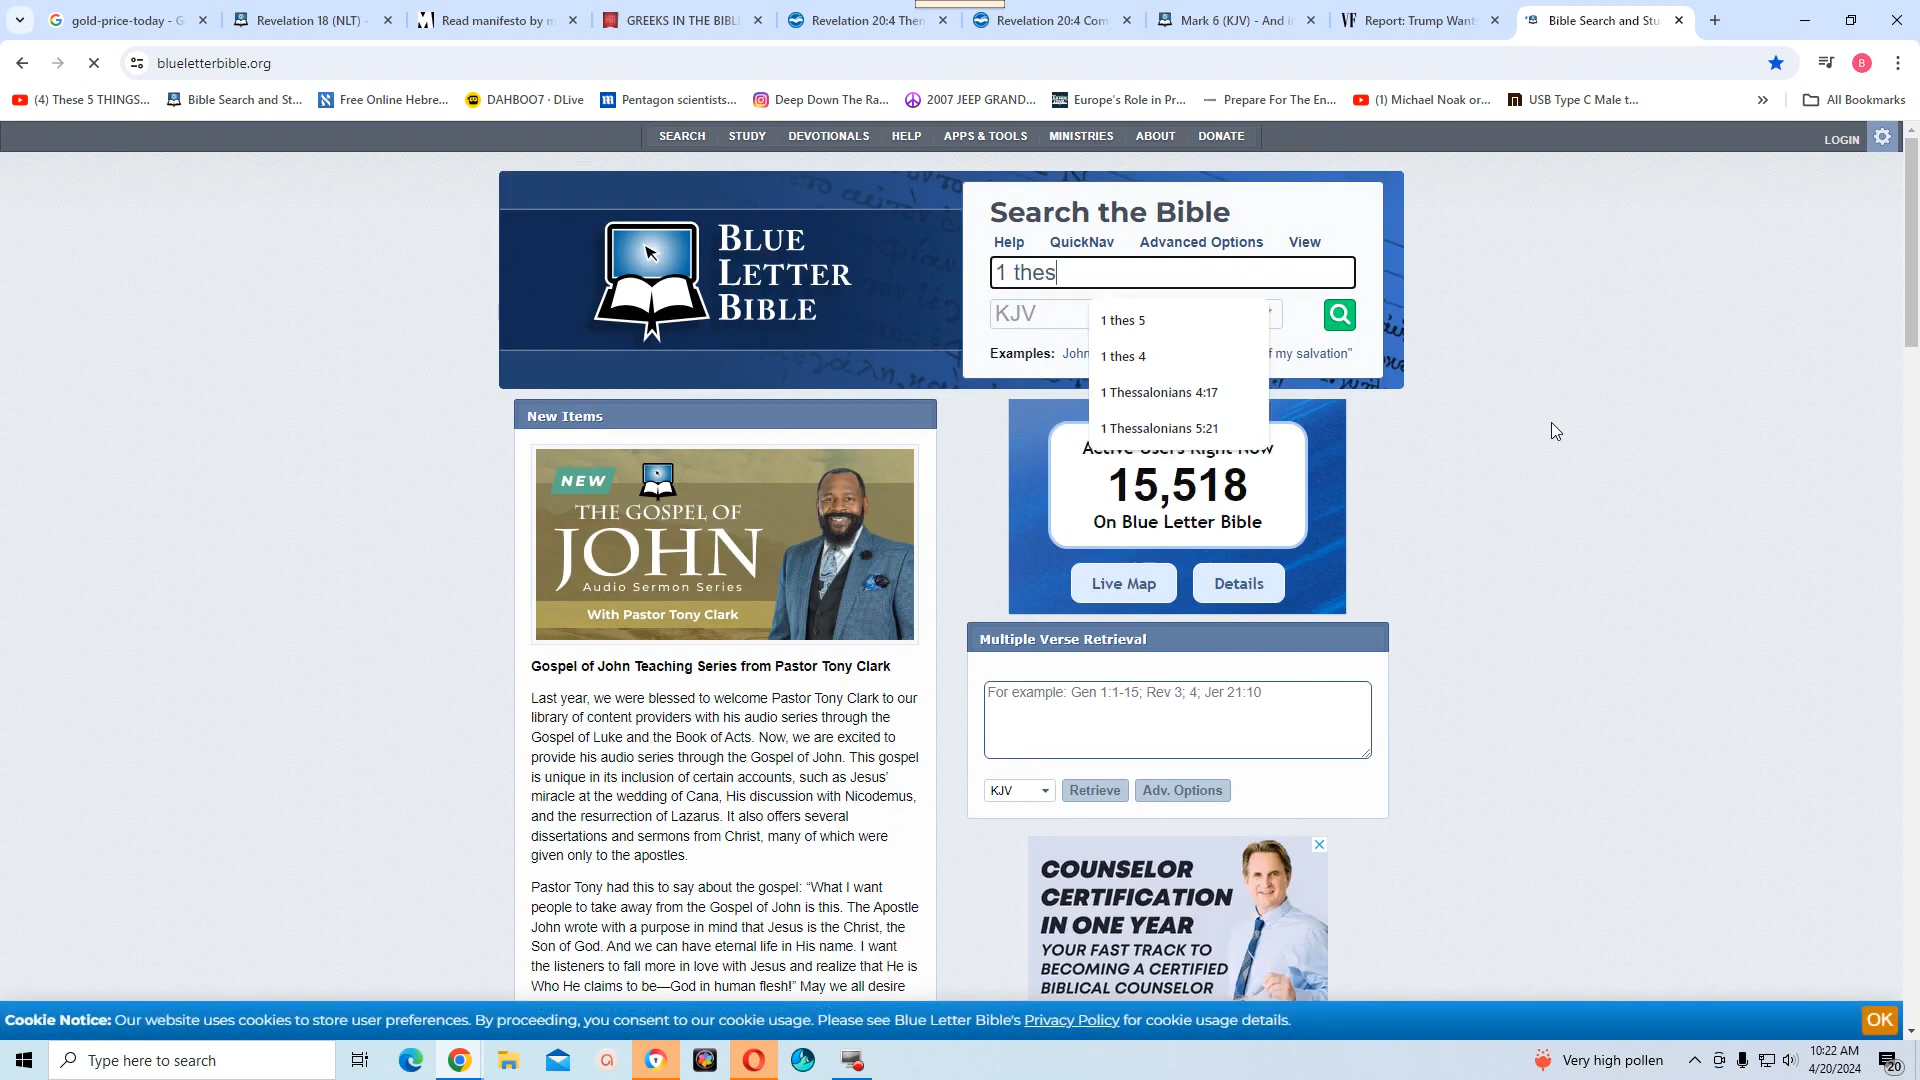 gold-price-today - G
Revelation 18 (NLT) -
Read manifesto by m
GREEKS IN THE BIBL
Revelation 20:4 Then
Revelation 20:4 Com
Mark 6 (KJV) - And i
VF Report: Trump Want
Bible Search and Stu
blueletterbible.org
B
(4) These 5 THINGS...
Bible Search and St...
Free Online Hebre...
DAHBOO7 · DLive
Pentagon scientists...
Deep Down The Ra...
2007 JEEP GRAND...
Europe's Role in Pr...
Prepare For The En...
(1) Michael Noak or...
USB Type C Male t...
All Bookmarks
SEARCH STUDY DEVOTIONALS HELP APPS & TOOLS MINISTRIES ABOUT DONATE
LOGIN
BLUE
LETTER
BIBLE
Search the Bible
Help QuickNav Advanced Options View
1 thes
KJV
1 thes 5
1 thes 4
1 Thessalonians 4:17
1 Thessalonians 5:21
Examples: John f my salvation"
New Items
NEW
THE GOSPEL OF
JOHN
Audio Sermon Series
With Pastor Tony Clark
Gospel of John Teaching Series from Pastor Tony Clark
Last year, we were blessed to welcome Pastor Tony Clark to our
library of content providers with his audio series through the
Gospel of Luke and the Book of Acts. Now, we are excited to
provide his audio series through the Gospel of John. This gospel
is unique in its inclusion of certain accounts, such as Jesus'
miracle at the wedding of Cana, His discussion with Nicodemus,
and the resurrection of Lazarus. It also offers several
dissertations and sermons from Christ, many of which were
given only to the apostles.
Pastor Tony had this to say about the gospel: “What I want
people to take away from the Gospel of John is this. The Apostle
John wrote with a purpose in mind that Jesus is the Christ, the
Son of God. And we can have eternal life in His name. I want
the listeners to fall more in love with Jesus and realize that He is
Who He claims to be—God in human flesh!” May we all desire
Active Users Right Now
15,518
On Blue Letter Bible
Live Map Details
Multiple Verse Retrieval
For example: Gen 1:1-15; Rev 3; 4; Jer 21:10
KJV Retrieve Adv. Options
COUNSELOR
CERTIFICATION
IN ONE YEAR
YOUR FAST TRACK TO
BECOMING A CERTIFIED
BIBLICAL COUNSELOR
Cookie Notice: Our website uses cookies to store user preferences. By proceeding, you consent to our cookie usage. Please see Blue Letter Bible's Privacy Policy for cookie usage details.
OK
Type here to search
Very high pollen
10:22 AM
4/20/2024
20